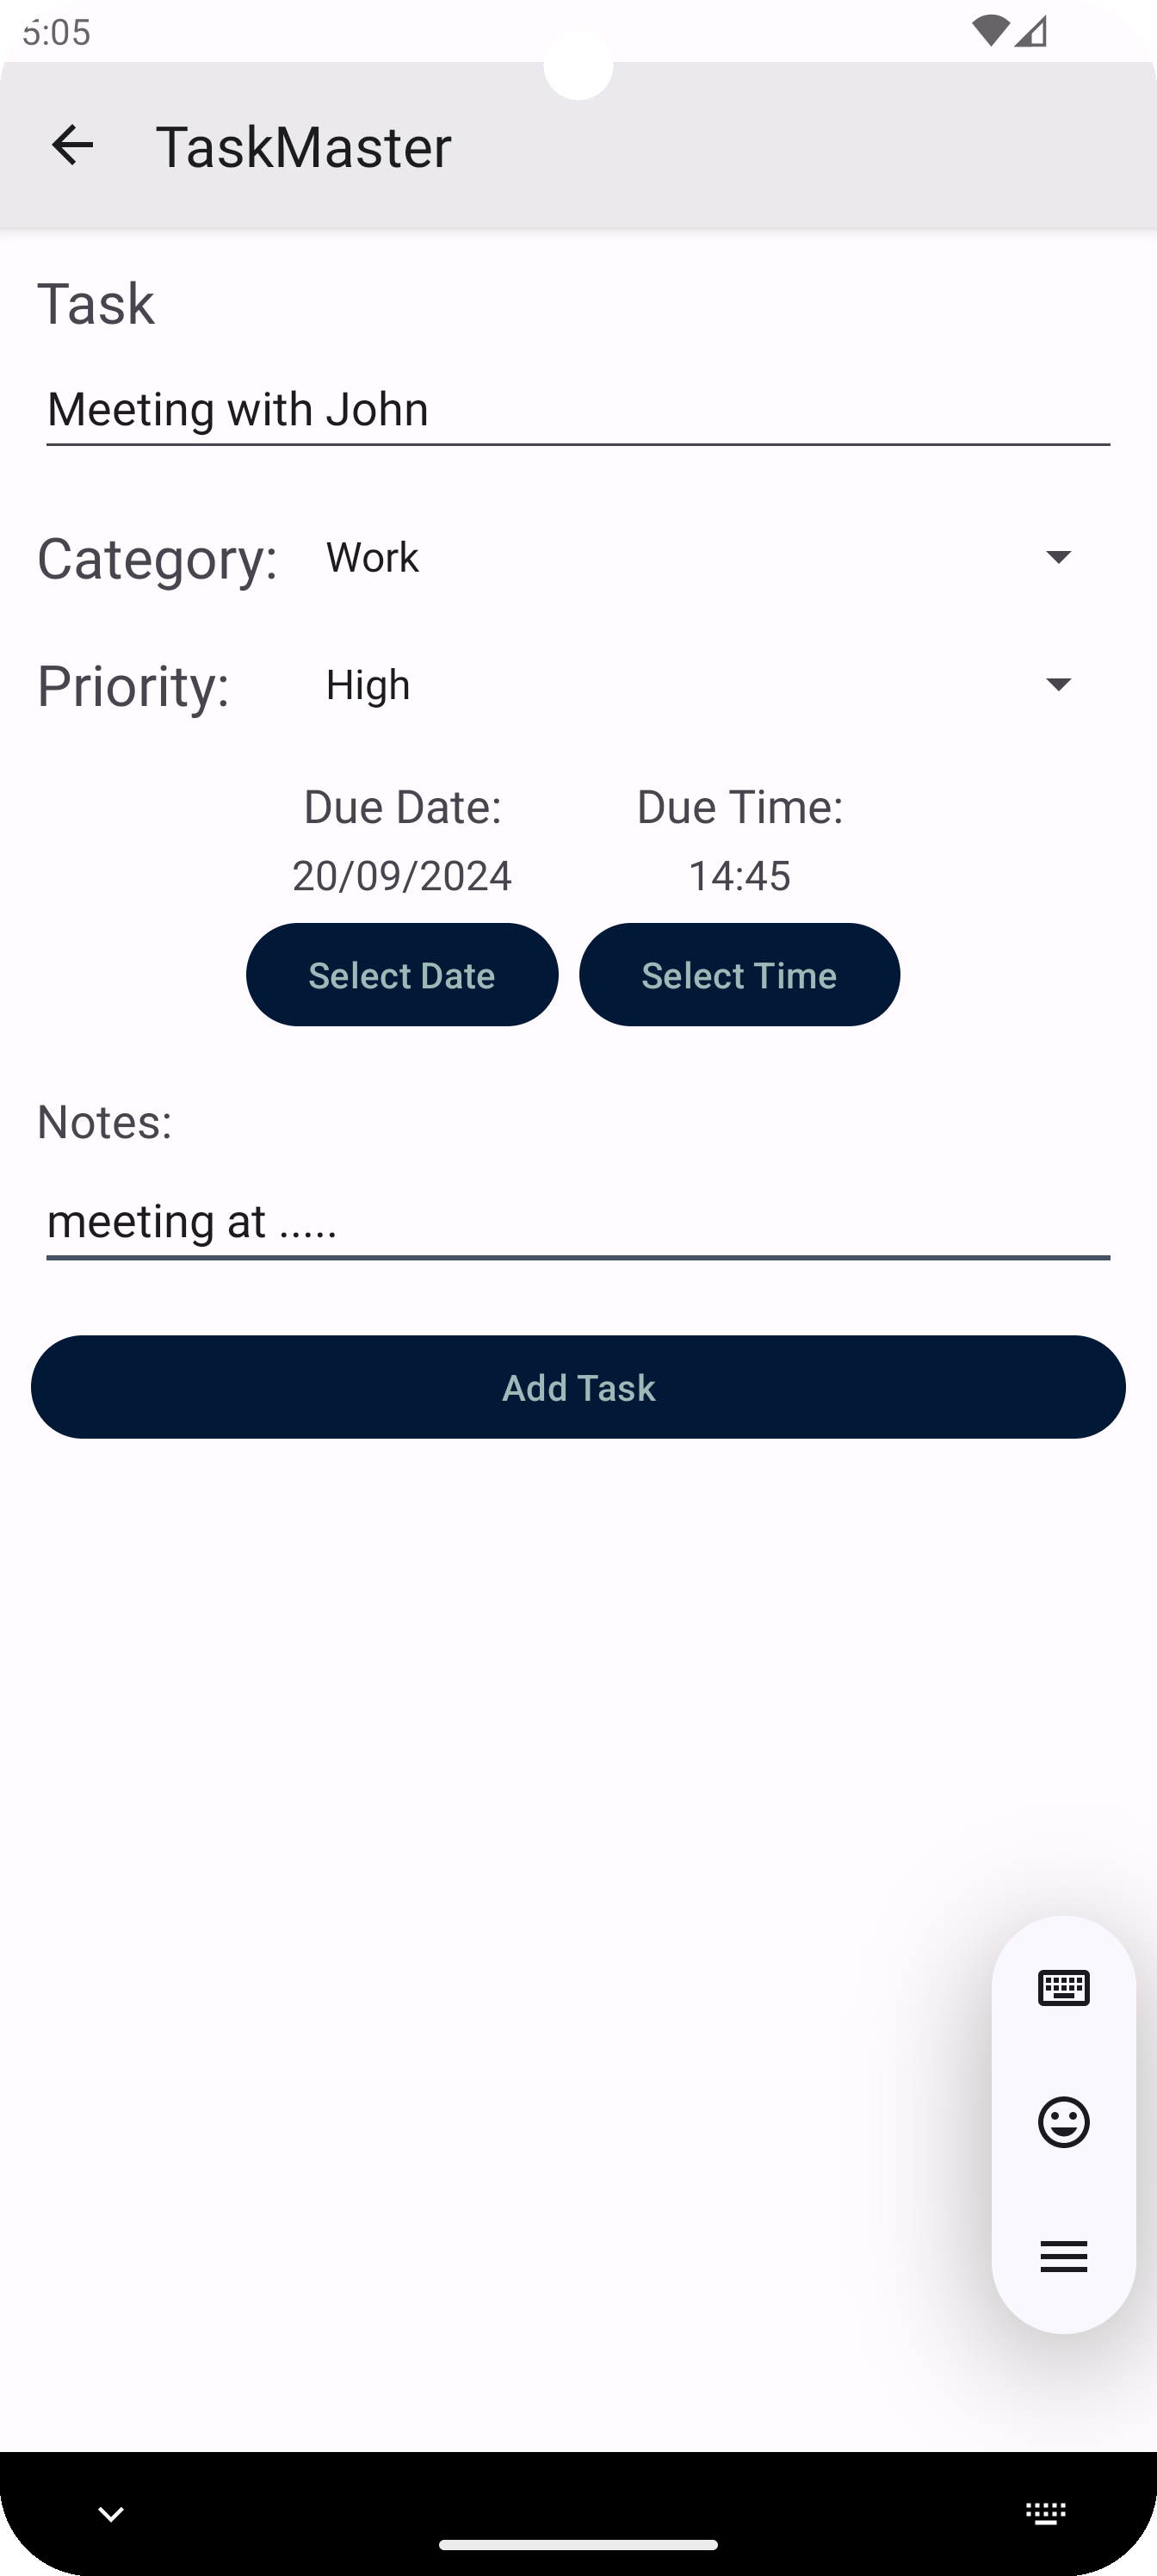 5:05
TaskMaster
Task
Meeting with John
Category: Work
Priority: High
Due Date: Due Time:
20/09/2024 14:45
Select Date Select Time
Notes:
meeting at .....
Add Task